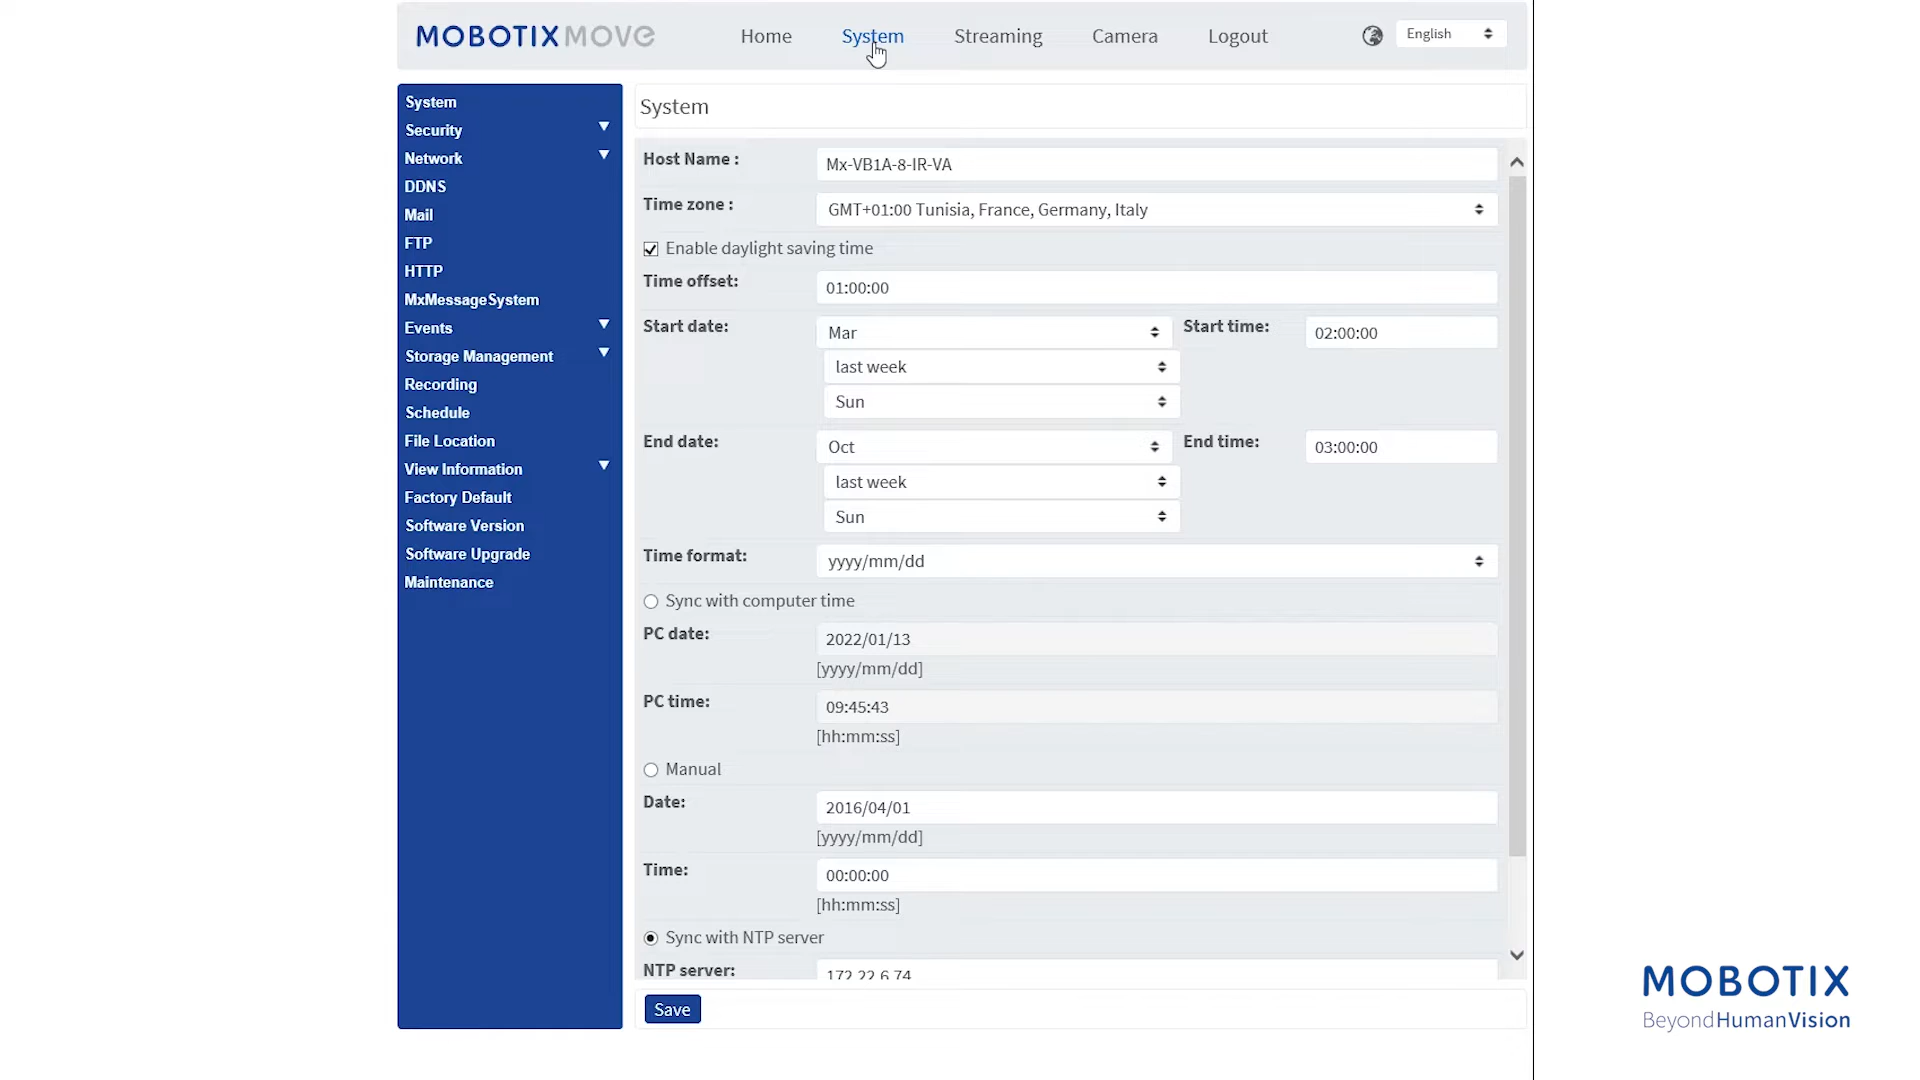 MOBOTIX MOVE Home System Streaming Camera Logout English
System
Security
Network
DDNS
Mail
FTP
HTTP
MxMessageSystem
Events
Storage Management
Recording
Schedule
File Location
View Information
Factory Default
Software Version
Software Upgrade
Maintenance
System
Host Name : Mx-VB1A-8-IR-VA
Time zone : GMT+01:00 Tunisia, France, Germany, Italy
Enable daylight saving time
Time offset: 01:00:00
Start date: Mar Start time: 02:00:00
last week
Sun
End date: Oct End time: 03:00:00
last week
Sun
Time format: yyyy/mm/dd
Sync with computer time
PC date: 2022/01/13
[yyyy/mm/dd]
PC time: 09:45:43
[hh:mm:ss]
Manual
Date: 2016/04/01
[yyyy/mm/dd]
Time: 00:00:00
[hh:mm:ss]
Sync with NTP server
NTP server: 172.22.6.74
Save
MOBOTIX
BeyondHumanVision